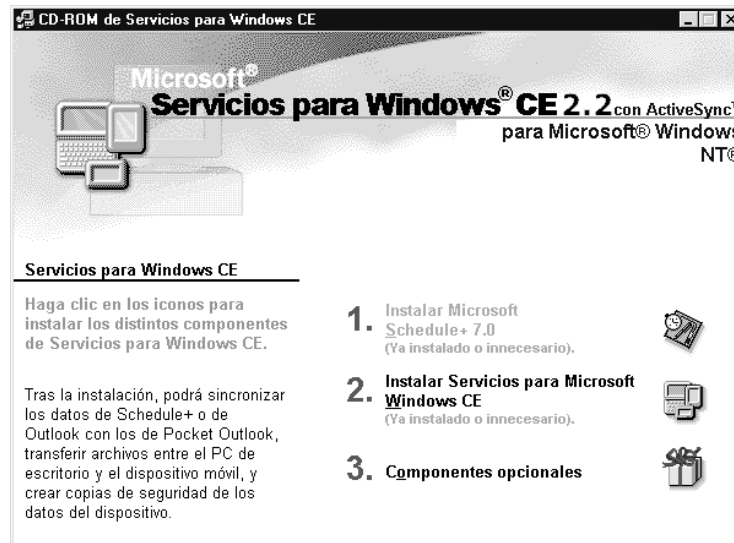 CD-ROM de Servicios para Windows CE
Microsoft®
Servicios para Windows® CE 2.2 con ActiveSync™
para Microsoft® Windows
NT®
Servicios para Windows CE
Haga clic en los iconos para
instalar los distintos componentes
de Servicios para Windows CE.
Tras la instalación, podrá sincronizar
los datos de Schedule+ o de
Outlook con los de Pocket Outlook,
transferir archivos entre el PC de
escritorio y el dispositivo móvil, y
crear copias de seguridad de los
datos del dispositivo.
1. Instalar Microsoft
Schedule+ 7.0
(Ya instalado o innecesario).
2. Instalar Servicios para Microsoft
Windows CE
(Ya instalado o innecesario).
3. Componentes opcionales